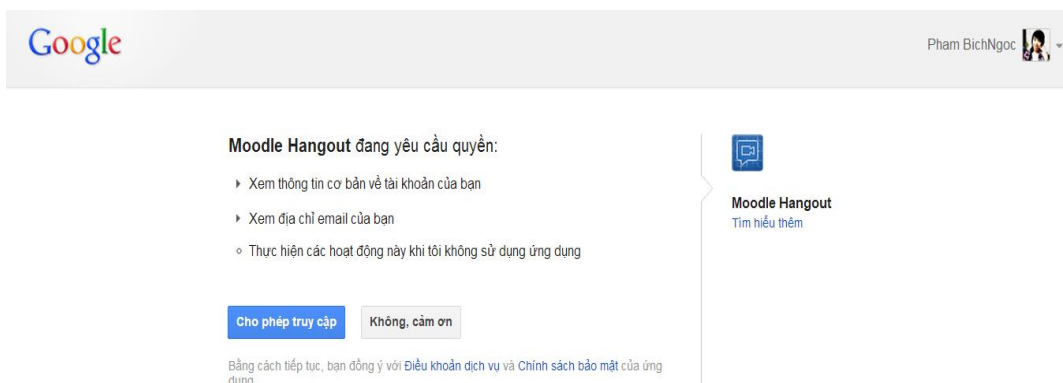 Google
Pham BichNgoc
Moodle Hangout đang yêu cầu quyền:
Xem thông tin cơ bản về tài khoản của bạn
Xem địa chỉ email của bạn
Thực hiện các hoạt động này khi tôi không sử dụng ứng dụng
Cho phép truy cập
Không, cảm ơn
Bằng cách tiếp tục, bạn đồng ý với Điều khoản dịch vụ và Chính sách bảo mật của ứng
dụng
Moodle Hangout
Tìm hiểu thêm